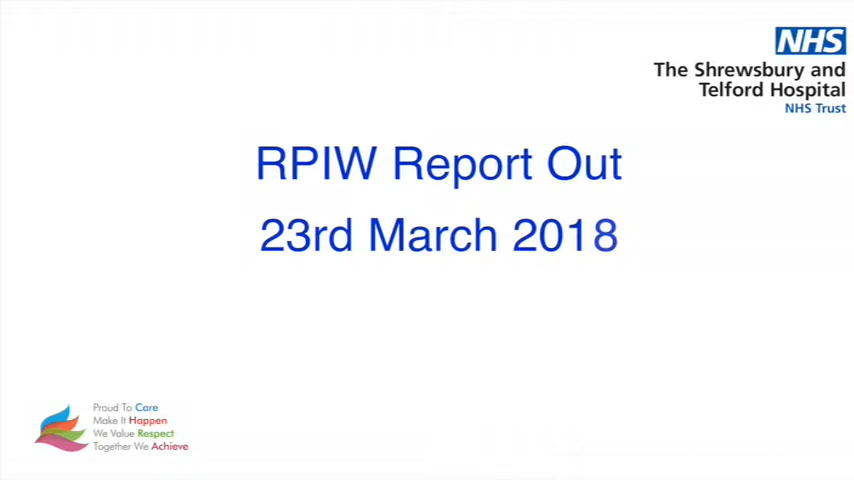 NHS
The Shrewsbury and
Telford Hospital
NHS Trust
RPIW Report Out
23rd March 2018
Proud To Care
Make It Happen
We Value Respect
Together We Achieve